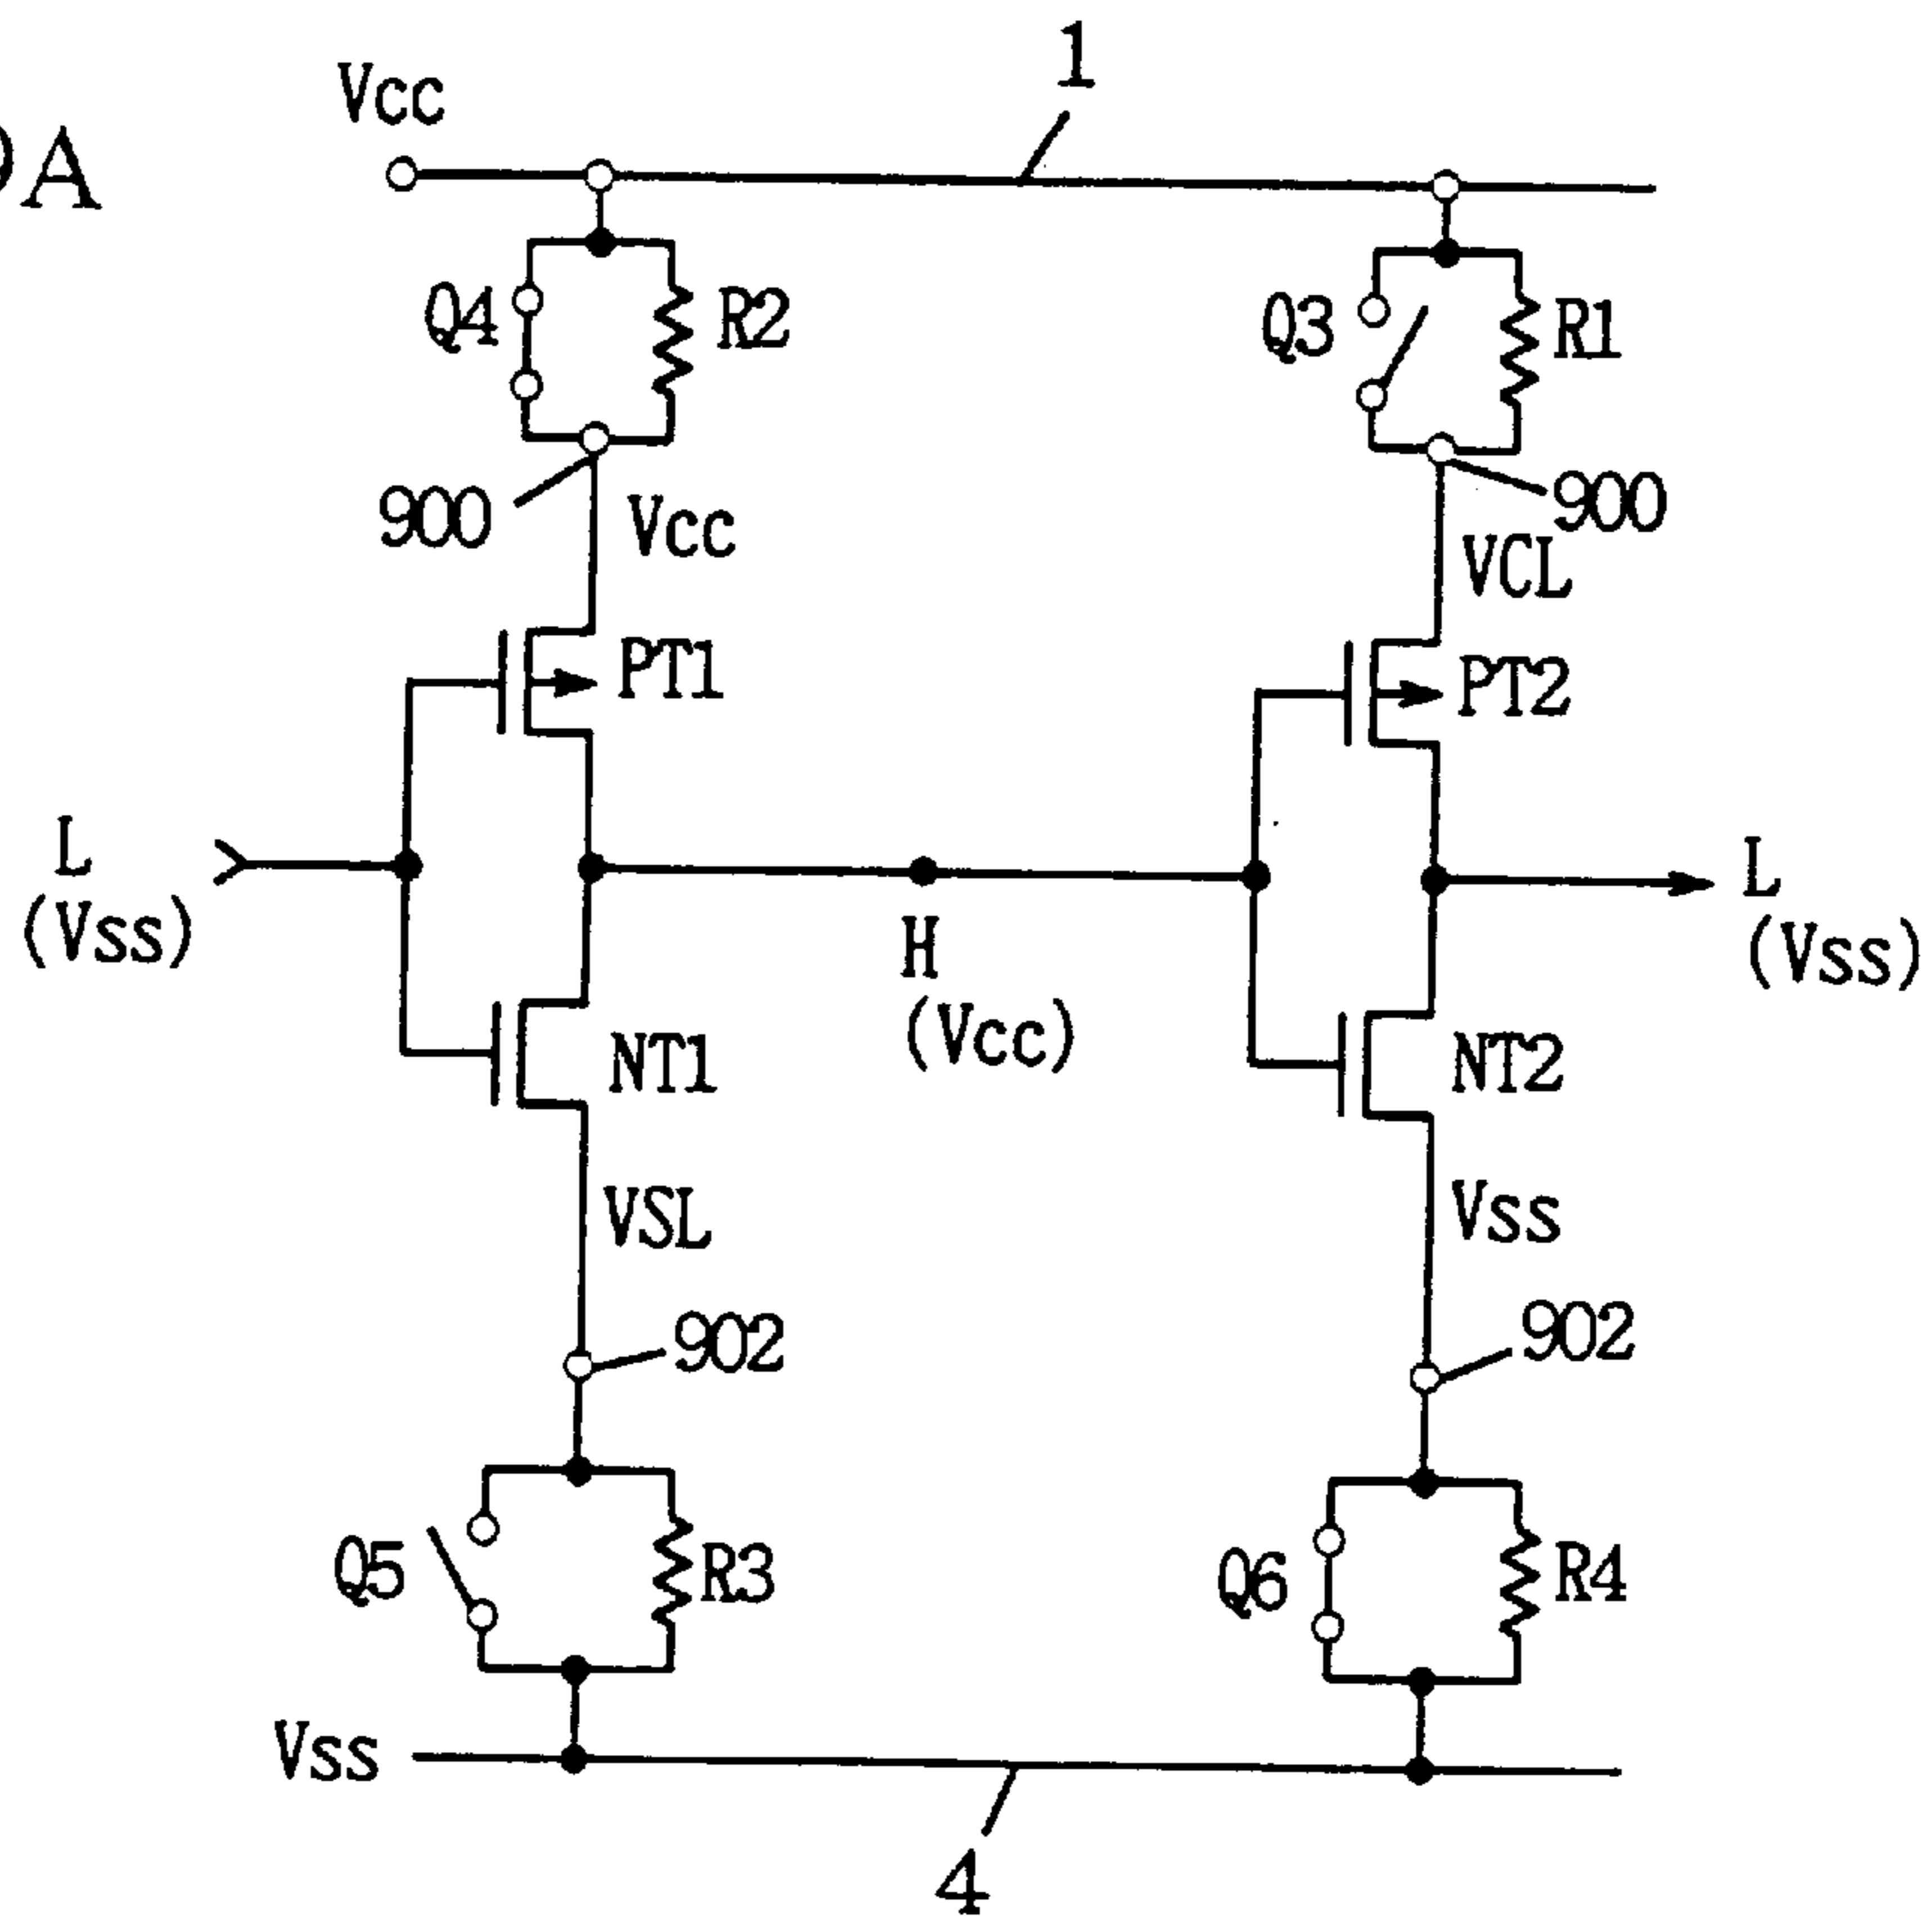 A
1
Vcc
Q4
R2
Q3
R1
900
Vcc
900
VCL
PT1
PT2
L
(Vss)
H
(Vcc)
L
(Vss)
NT1
NT2
VSL
Vss
902
902
Q5
R3
Q6
R4
Vss
4